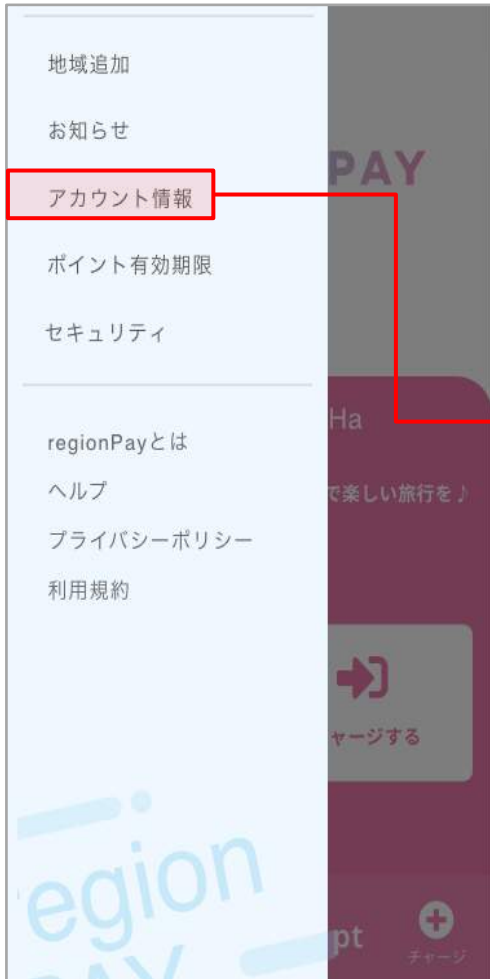 地域追加
お知らせ
PAY
アカウント情報
ポイント有効期限
セキュリティ
Ha
regionPayとは
ヘルプ
で楽しい旅行を♪
プライバシーポリシー
利用規約
ャージする
egion
PAY
pt
チャージ